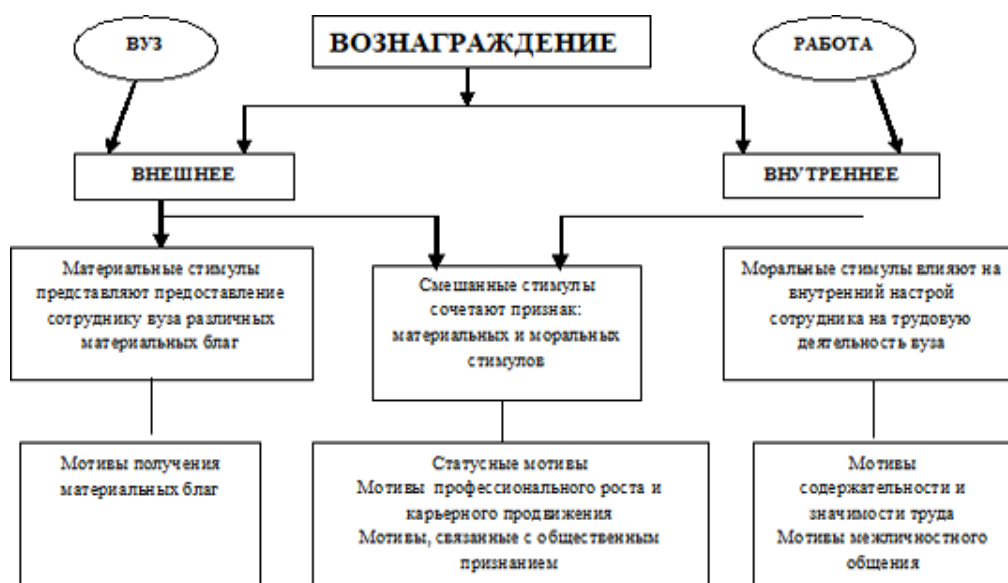 ВУЗ
ВОЗНАГРАЖДЕНИЕ
РАБОТА
ВНЕШНЕЕ
ВНУТРЕННЕЕ
Материальные стимулы
представляют предоставление
сотруднику вуза различных
материальных благ
Смешанные стимулы
сочетают признак:
материальных и моральных
стимулов
Моральные стимулы влияют на
внутренний настрой
сотрудника на трудовую
деятельность вуза
Мотивы получения
материальных благ
Статусные мотивы
Мотивы профессионального роста и
карьерного продвижения
Мотивы, связанные с общественным
признанием
Мотивы
содержательности и
значимости труда
Мотивы межличностного
общения